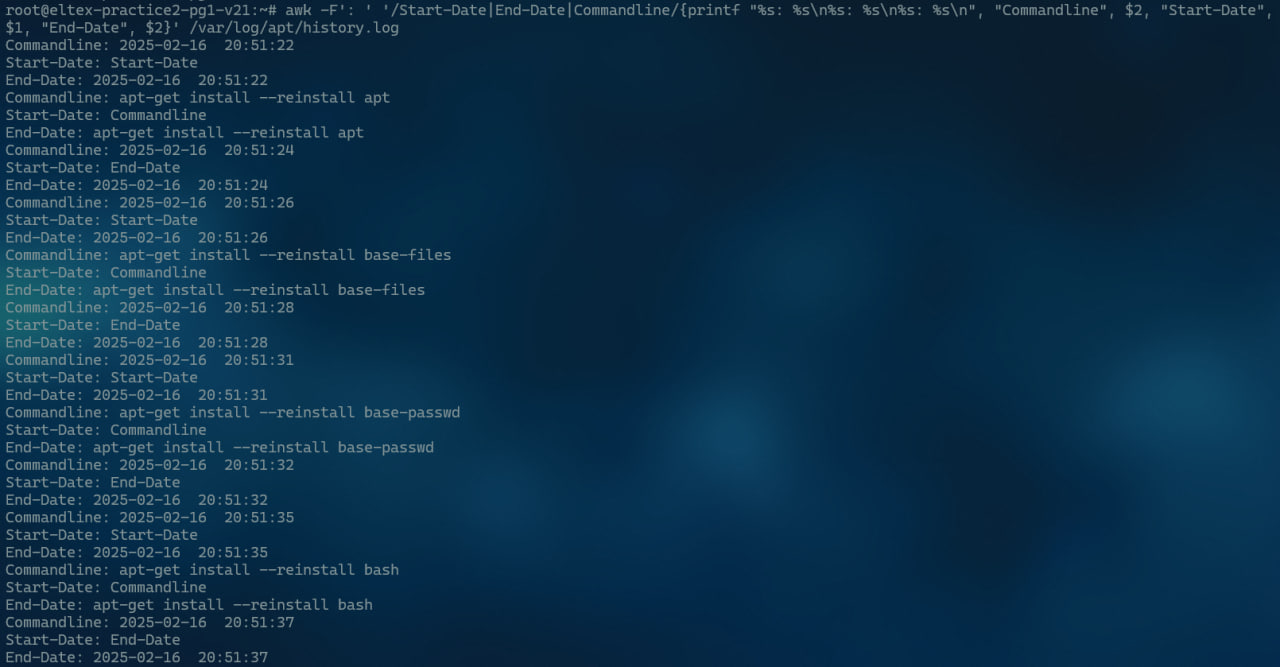 root@eltex-practice2-pg1-v21:~# awk -F': ' '/Start-Date|End-Date|Commandline/{printf "%s: %s\n%s: %s\n%s: %s\n", "Commandline", $2, "Start-Date",
$1, "End-Date", $2}' /var/log/apt/history.log
Commandline: 2025-02-16  20:51:22
Start-Date: Start-Date
End-Date: 2025-02-16  20:51:22
Commandline: apt-get install --reinstall apt
Start-Date: Commandline
End-Date: apt-get install --reinstall apt
Commandline: 2025-02-16  20:51:24
Start-Date: End-Date
End-Date: 2025-02-16  20:51:24
Commandline: 2025-02-16  20:51:26
Start-Date: Start-Date
End-Date: 2025-02-16  20:51:26
Commandline: apt-get install --reinstall base-files
Start-Date: Commandline
End-Date: apt-get install --reinstall base-files
Commandline: 2025-02-16  20:51:28
Start-Date: End-Date
End-Date: 2025-02-16  20:51:28
Commandline: 2025-02-16  20:51:31
Start-Date: Start-Date
End-Date: 2025-02-16  20:51:31
Commandline: apt-get install --reinstall base-passwd
Start-Date: Commandline
End-Date: apt-get install --reinstall base-passwd
Commandline: 2025-02-16  20:51:32
Start-Date: End-Date
End-Date: 2025-02-16  20:51:32
Commandline: 2025-02-16  20:51:35
Start-Date: Start-Date
End-Date: 2025-02-16  20:51:35
Commandline: apt-get install --reinstall bash
Start-Date: Commandline
End-Date: apt-get install --reinstall bash
Commandline: 2025-02-16  20:51:37
Start-Date: End-Date
End-Date: 2025-02-16  20:51:37